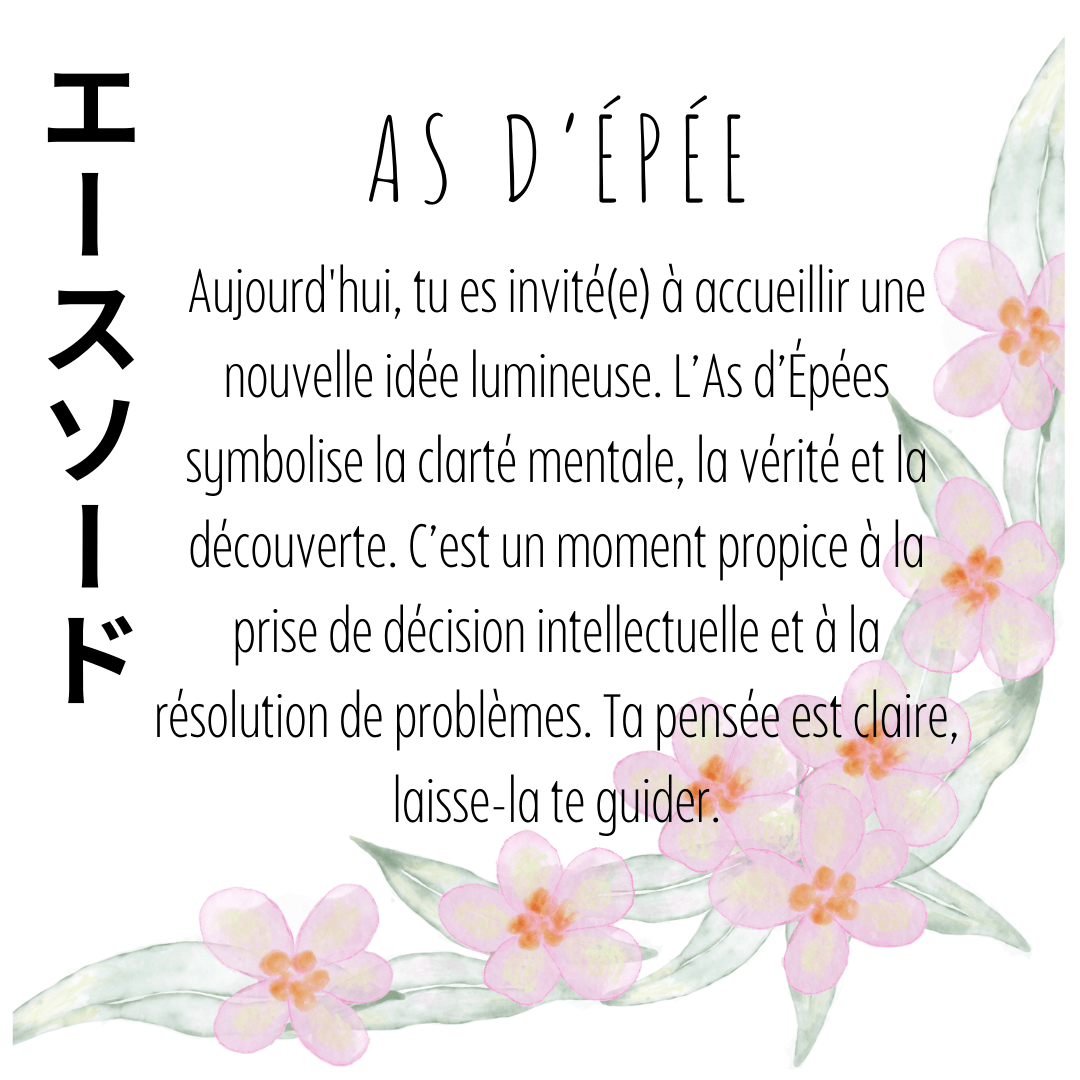 エースソード
AS D’ÉPÉE
Aujourd'hui, tu es invité(e) à accueillir une
nouvelle idée lumineuse. L’As d’Épées
symbolise la clarté mentale, la vérité et la
découverte. C’est un moment propice à la
prise de décision intellectuelle et à la
résolution de problèmes. Ta pensée est claire,
laisse-la te guider.